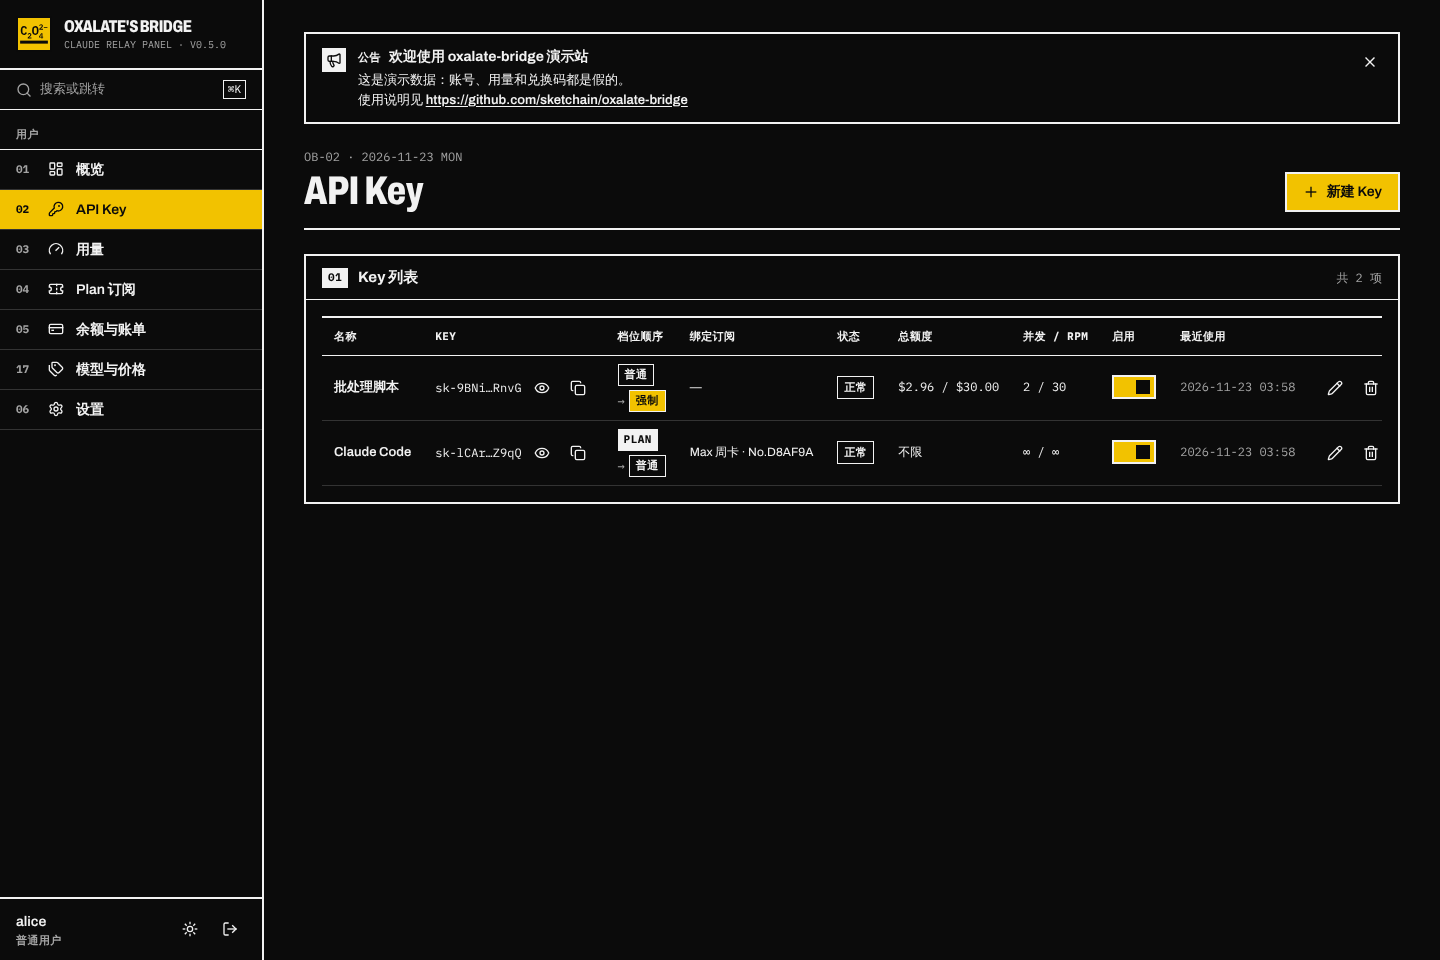 C₂O₄²⁻
OXALATE'S BRIDGE
CLAUDE RELAY PANEL · V0.5.0
搜索或跳转 ⌘K
用户
01 概览
02 API Key
03 用量
04 Plan 订阅
05 余额与账单
17 模型与价格
06 设置
alice
普通用户
公告 欢迎使用 oxalate-bridge 演示站
这是演示数据：账号、用量和兑换码都是假的。
使用说明见 https://github.com/sketchain/oxalate-bridge
OB-02 · 2026-11-23 MON
API Key
新建 Key
01 Key 列表 共 2 项
名称 KEY 档位顺序 绑定订阅 状态 总额度 并发 / RPM 启用 最近使用
批处理脚本 sk-9BNi…RnvG 普通 → 强制 — 正常 $2.96 / $30.00 2 / 30 2026-11-23 03:58
Claude Code sk-lCAr…Z9qQ PLAN → 普通 Max 周卡 · No.D8AF9A 正常 不限 ∞ / ∞ 2026-11-23 03:58